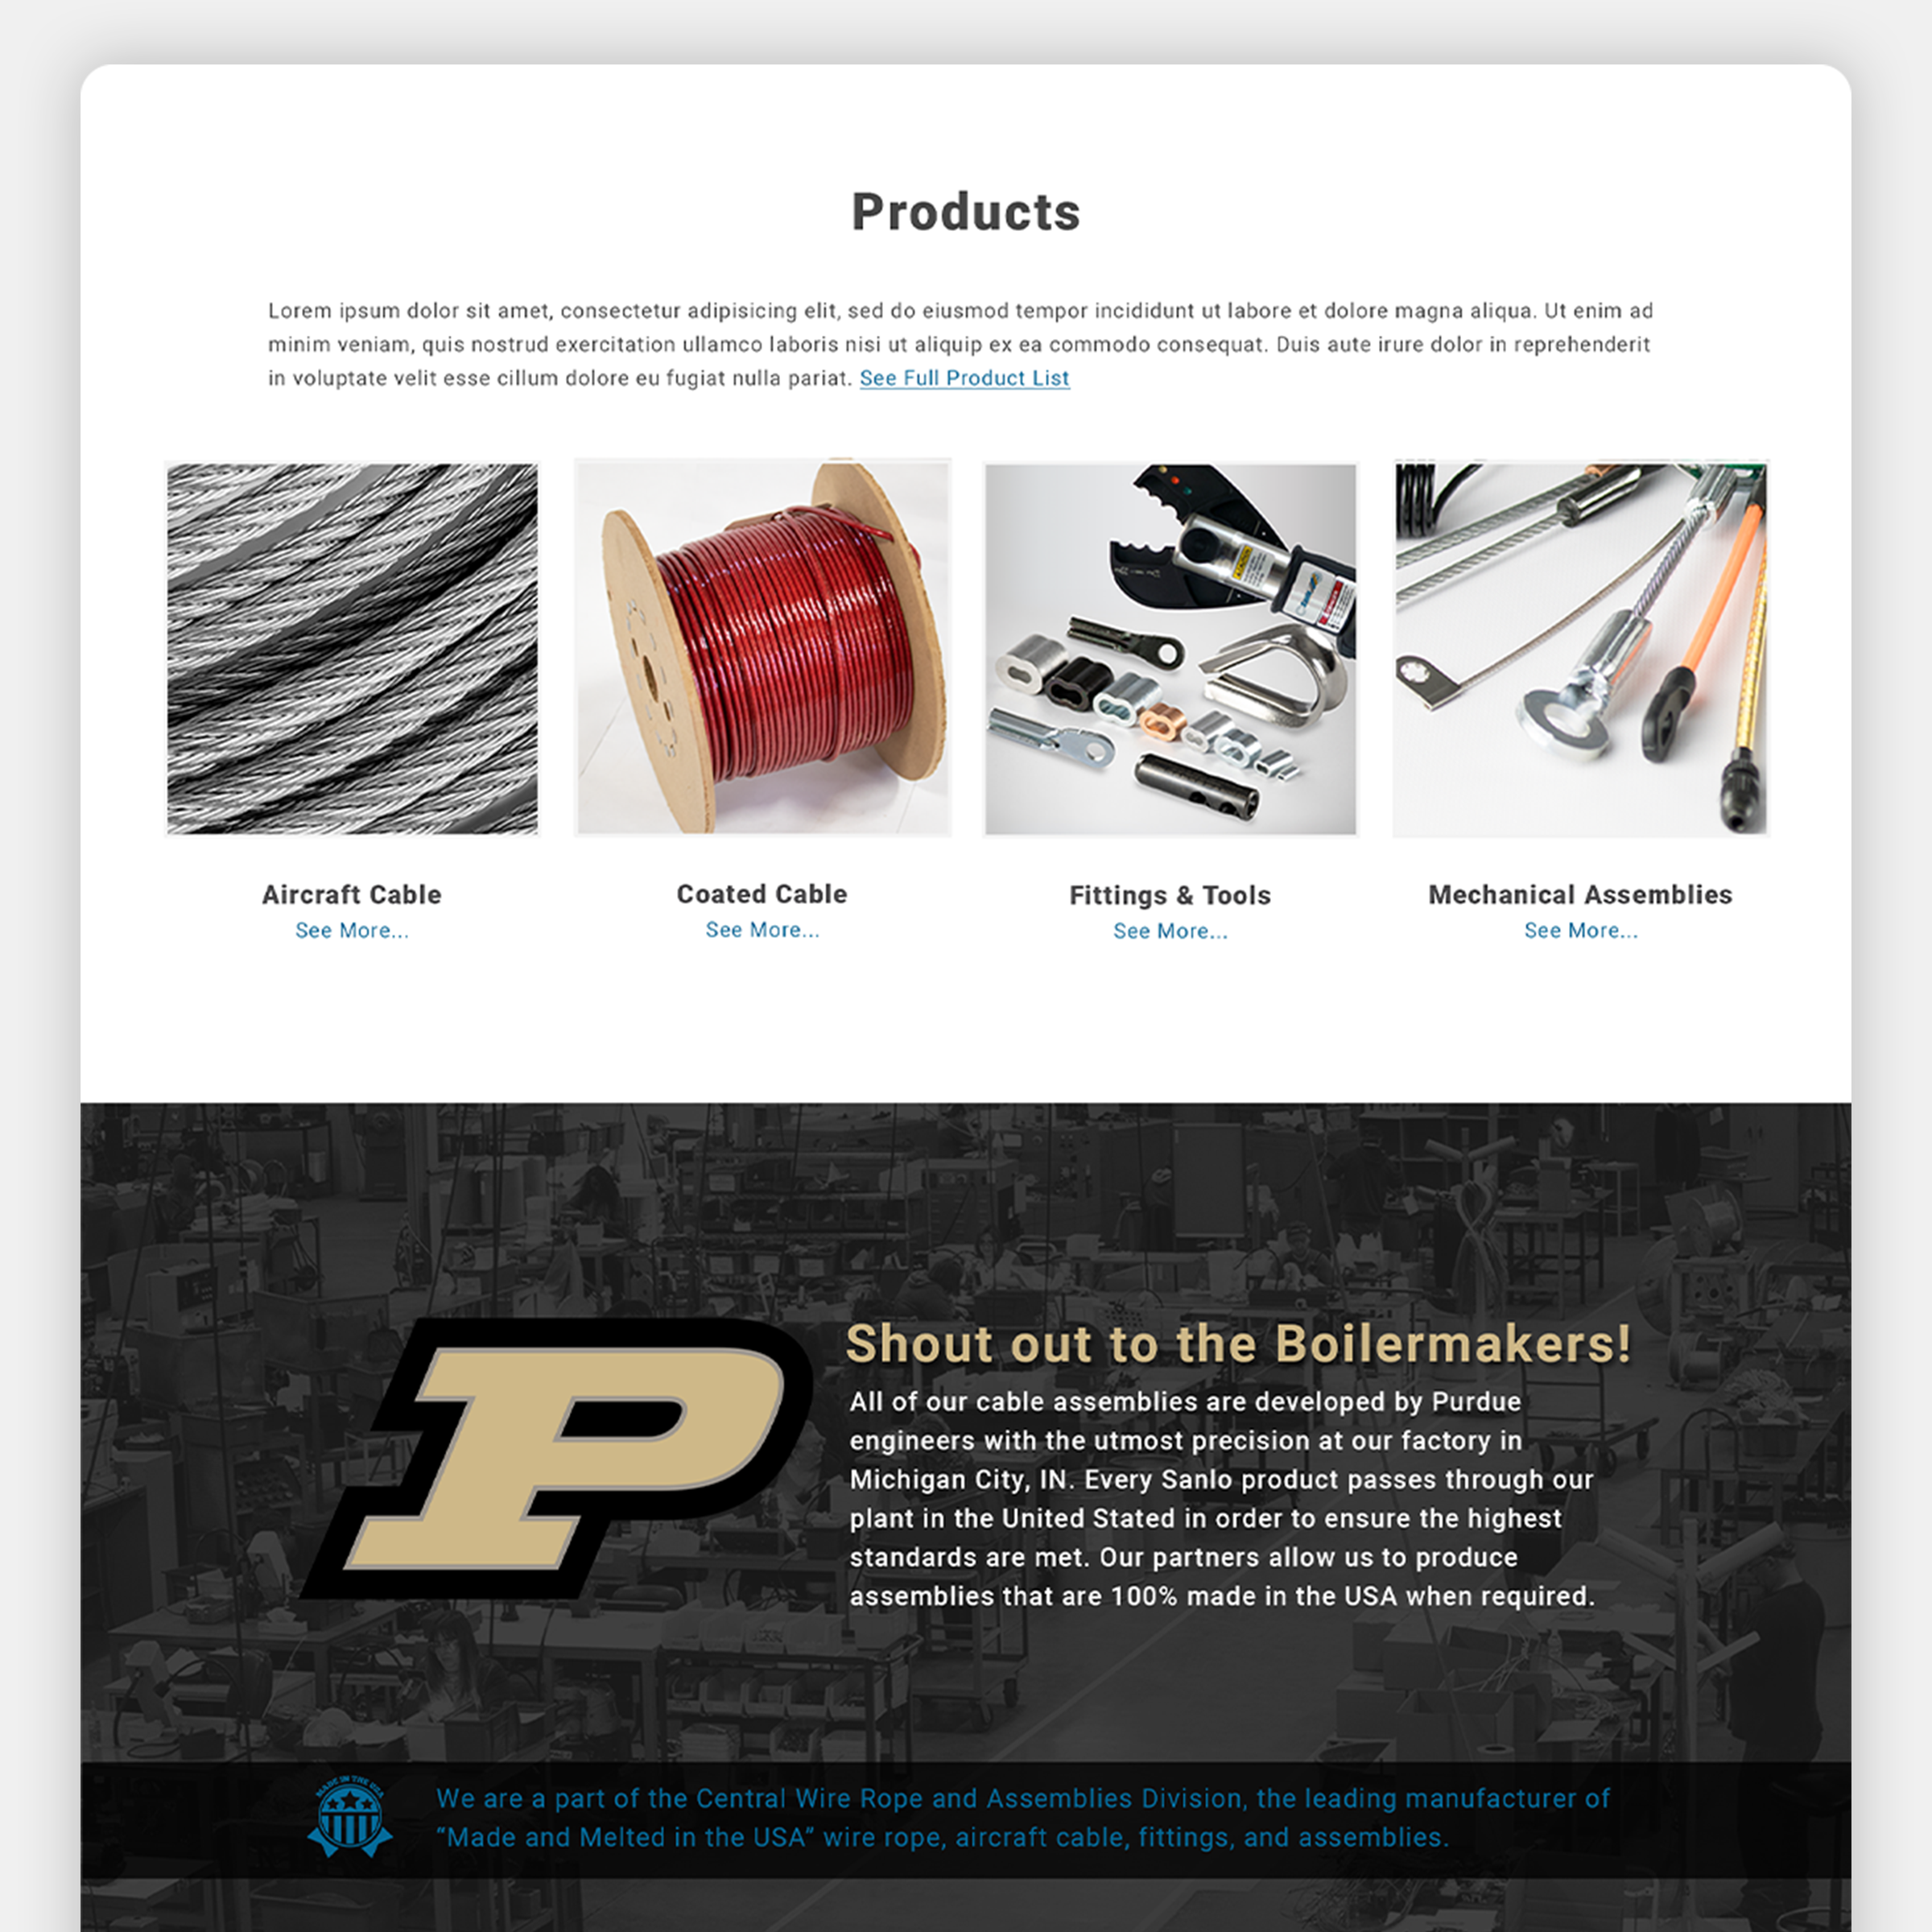 Products
Lorem ipsum dolor sit amet, consectetur adipisicing elit, sed do eiusmod tempor incididunt ut labore et dolore magna aliqua. Ut enim ad
minim veniam, quis nostrud exercitation ullamco laboris nisi ut aliquip ex ea commodo consequat. Duis aute irure dolor in reprehenderit
in voluptate velit esse cillum dolore eu fugiat nulla pariat. See Full Product List
Aircraft Cable
See More...
Coated Cable
See More...
Fittings & Tools
See More...
Mechanical Assemblies
See More...
P
Shout out to the Boilermakers!
All of our cable assemblies are developed by Purdue
engineers with the utmost precision at our factory in
Michigan City, IN. Every Sanlo product passes through our
plant in the United Stated in order to ensure the highest
standards are met. Our partners allow us to produce
assemblies that are 100% made in the USA when required.
MADE IN THE USA
We are a part of the Central Wire Rope and Assemblies Division, the leading manufacturer of
“Made and Melted in the USA” wire rope, aircraft cable, fittings, and assemblies.